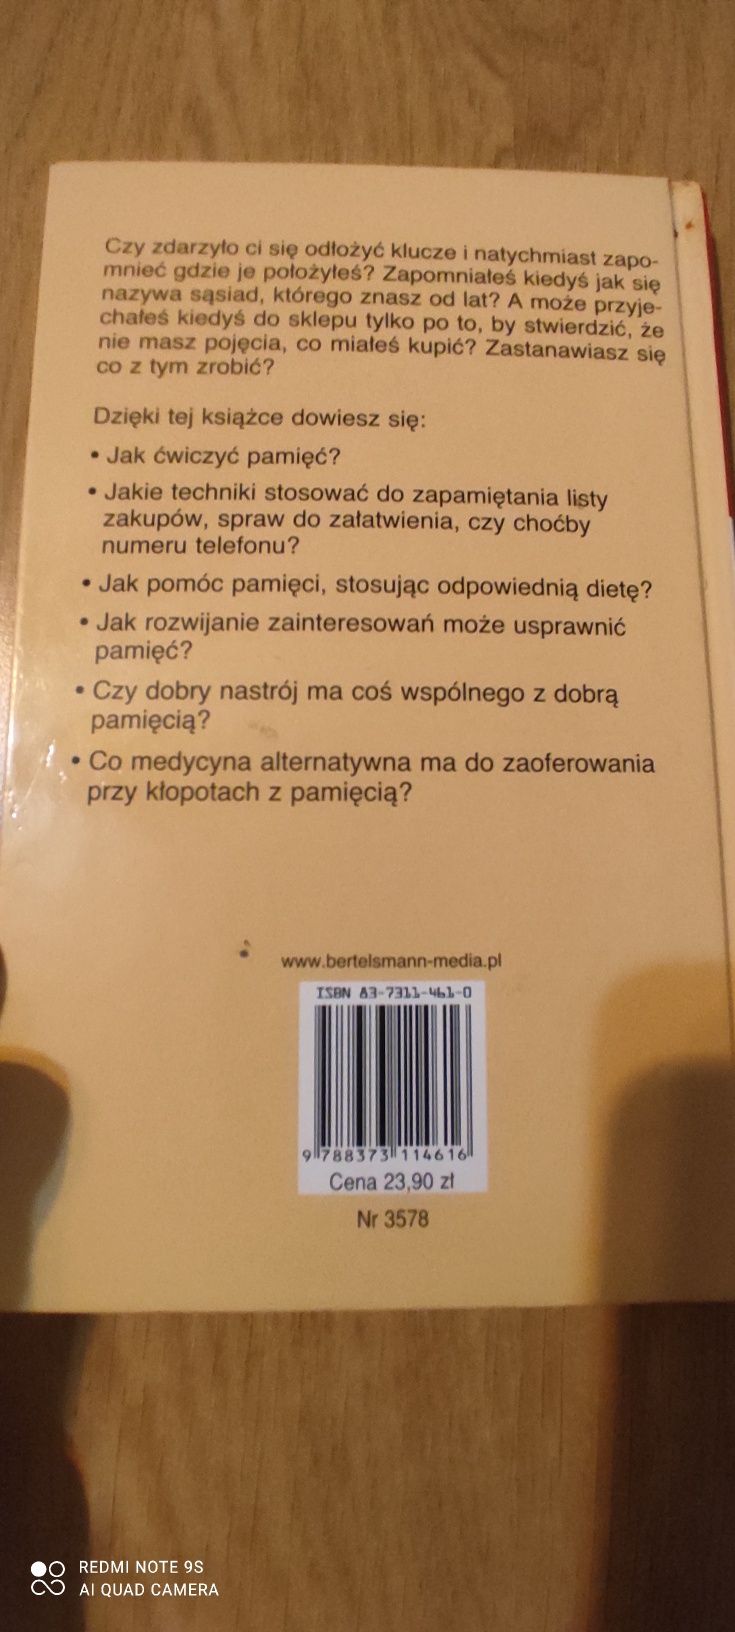 Czy zdarzyło ci się odłożyć klucze i natychmiast zapo-
mnieć gdzie je położyłeś? Zapomniałeś kiedyś jak się
nazywa sąsiad, którego znasz od lat? A może przyje-
chałeś kiedyś do sklepu tylko po to, by stwierdzić, że
nie masz pojęcia, co miałeś kupić? Zastanawiasz się
co z tym zrobić?
Dzięki tej książce dowiesz się:
• Jak ćwiczyć pamięć?
• Jakie techniki stosować do zapamiętania listy
zakupów, spraw do załatwienia, czy choćby
numeru telefonu?
• Jak pomóc pamięci, stosując odpowiednią dietę?
• Jak rozwijanie zainteresowań może usprawnić
pamięć?
• Czy dobry nastrój ma coś wspólnego z dobrą
pamięcią?
• Co medycyna alternatywna ma do zaoferowania
przy kłopotach z pamięcią?
www.bertelsmann-media.pl
ISBN 83-7311-461-0
9 788373 114616
Cena 23,90 zł
Nr 3578
REDMI NOTE 9S
AI QUAD CAMERA